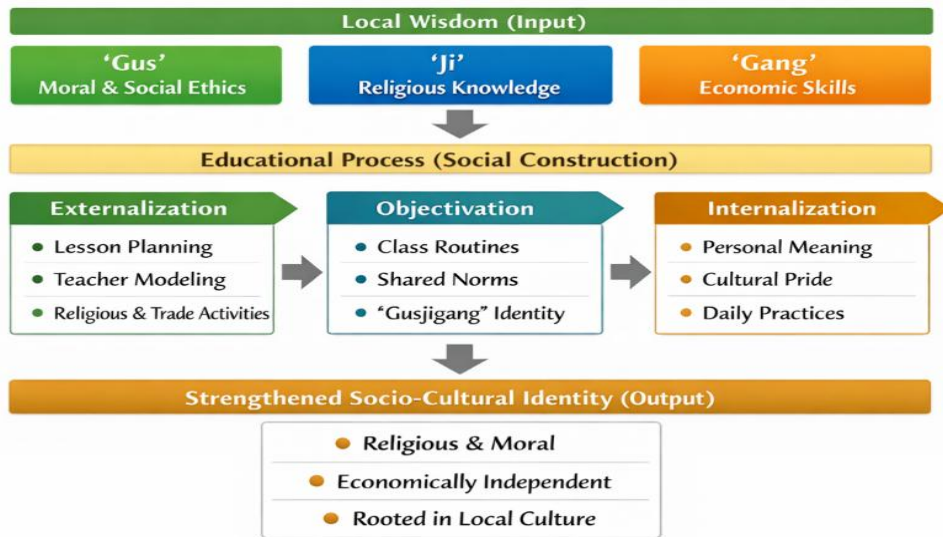 Local Wisdom (Input)
‘Gus’
Moral & Social Ethics
‘Ji’
Religious Knowledge
‘Gang’
Economic Skills
Educational Process (Social Construction)
Externalization
Lesson Planning
Teacher Modeling
Religious & Trade Activities
Objectivation
Class Routines
Shared Norms
“Gusjigang” Identity
Internalization
Personal Meaning
Cultural Pride
Daily Practices
Strengthened Socio-Cultural Identity (Output)
Religious & Moral
Economically Independent
Rooted in Local Culture